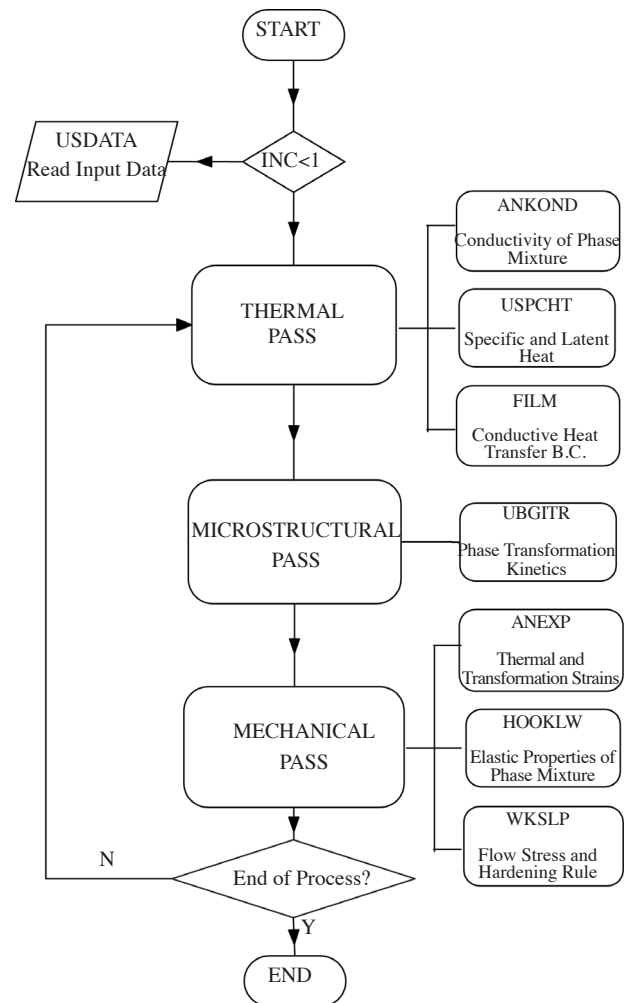 START
INC<1
USDATA
Read Input Data
THERMAL
PASS
ANKOND
Conductivity of Phase
Mixture
USPCHT
Specific and Latent
Heat
FILM
Conductive Heat
Transfer B.C.
MICROSTRUCTURAL
PASS
UBGITR
Phase Transformation
Kinetics
MECHANICAL
PASS
ANEXP
Thermal and
Transformation Strains
HOOKLW
Elastic Properties of
Phase Mixture
WKSLP
Flow Stress and
Hardening Rule
End of Process?
N
Y
END